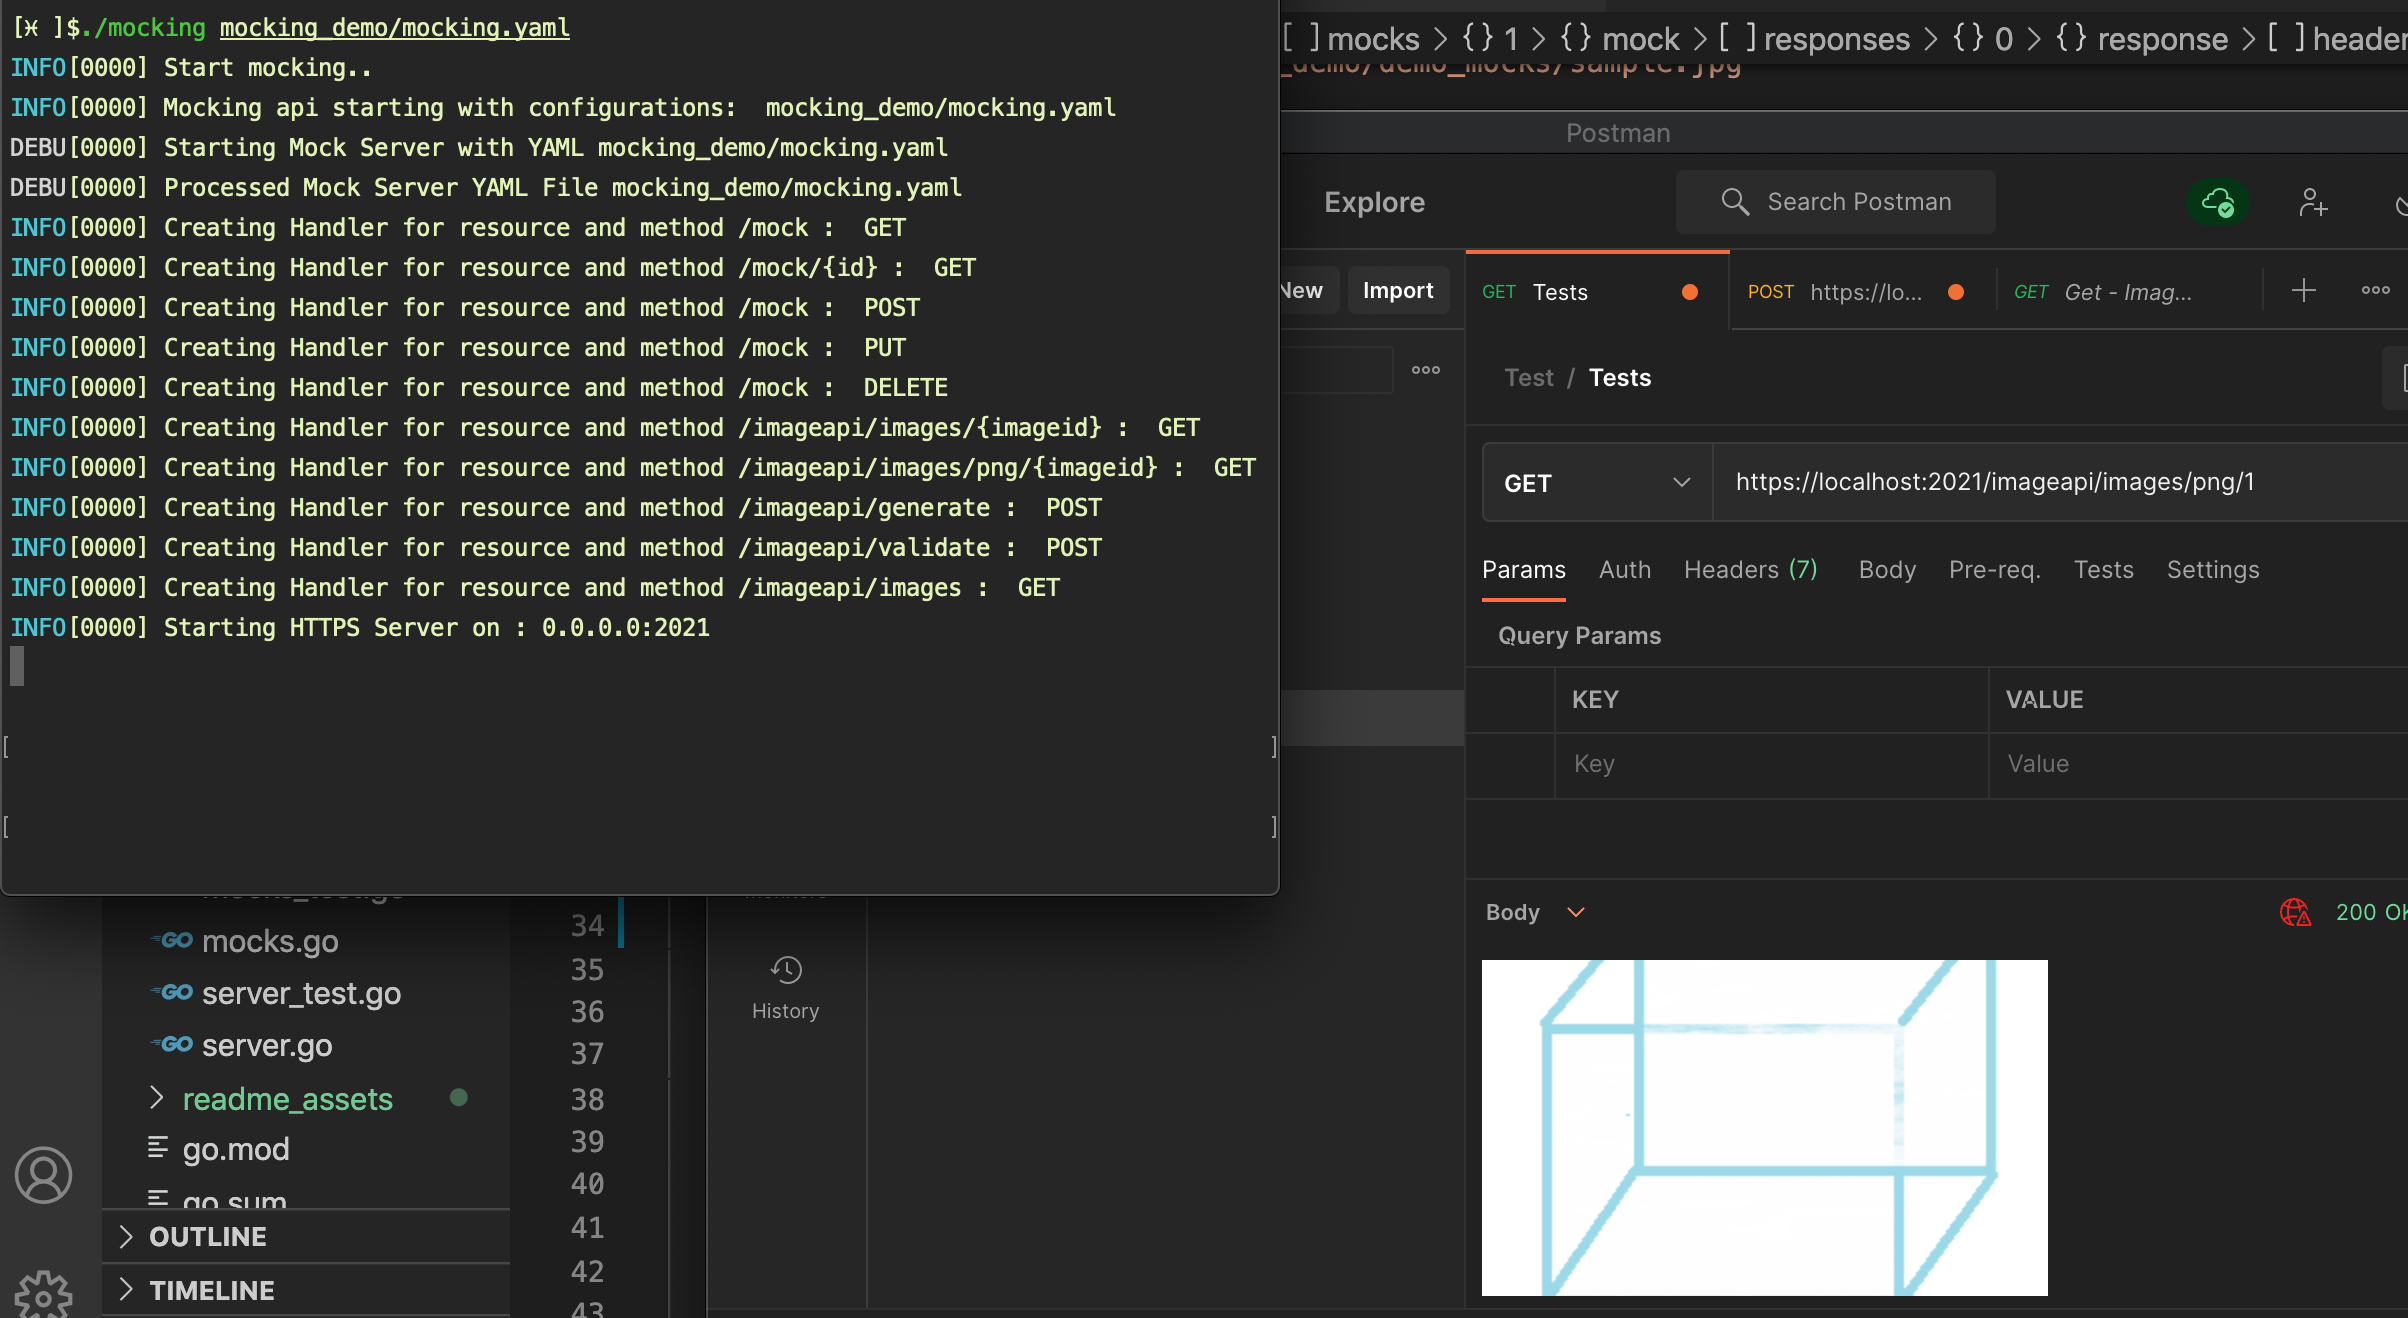 [ ]$./mocking mocking_demo/mocking.yaml
INFO[0000] Start mocking..
INFO[0000] Mocking api starting with configurations:  mocking_demo/mocking.yaml
DEBU[0000] Starting Mock Server with YAML mocking_demo/mocking.yaml
DEBU[0000] Processed Mock Server YAML File mocking_demo/mocking.yaml
INFO[0000] Creating Handler for resource and method /mock :  GET
INFO[0000] Creating Handler for resource and method /mock/{id} :  GET
INFO[0000] Creating Handler for resource and method /mock :  POST
INFO[0000] Creating Handler for resource and method /mock :  PUT
INFO[0000] Creating Handler for resource and method /mock :  DELETE
INFO[0000] Creating Handler for resource and method /imageapi/images/{imageid} :  GET
INFO[0000] Creating Handler for resource and method /imageapi/images/png/{imageid} :  GET
INFO[0000] Creating Handler for resource and method /imageapi/generate :  POST
INFO[0000] Creating Handler for resource and method /imageapi/validate :  POST
INFO[0000] Creating Handler for resource and method /imageapi/images :  GET
INFO[0000] Starting HTTPS Server on : 0.0.0.0:2021
[ ]
[ ]
[ ] mocks > {} 1 > {} mock > [ ] responses > {} 0 > {} response > [ ] header
_demo/demo_mocks/sample.jpg
Postman
Explore
Search Postman
New
Import
GET Tests
POST https://lo...
GET Get - Imag...
Test / Tests
GET
https://localhost:2021/imageapi/images/png/1
Params Auth Headers (7) Body Pre-req. Tests Settings
Query Params
KEY VALUE
Key Value
Body
200 OK
mocks_test.go
mocks.go
server_test.go
server.go
readme_assets
go.mod
go.sum
OUTLINE
TIMELINE
34
35
36
37
38
39
40
41
42
43
History